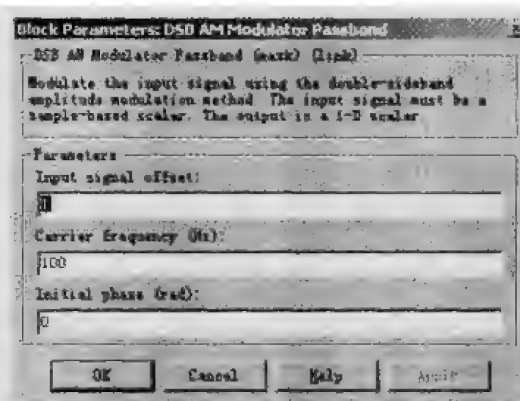 Block Parameters: DSB AM Modulator Passband
DSB AM Modulator Passband (mask) (link)
Modulate the input signal using the double-sideband
amplitude modulation method. The input signal must be a
sample-based scalar. The output is a 1-D scalar
Parameters
Input signal offset:
Carrier frequency (Hz):
100
Initial phase (rad):
0
OK
Cancel
Help
Apply